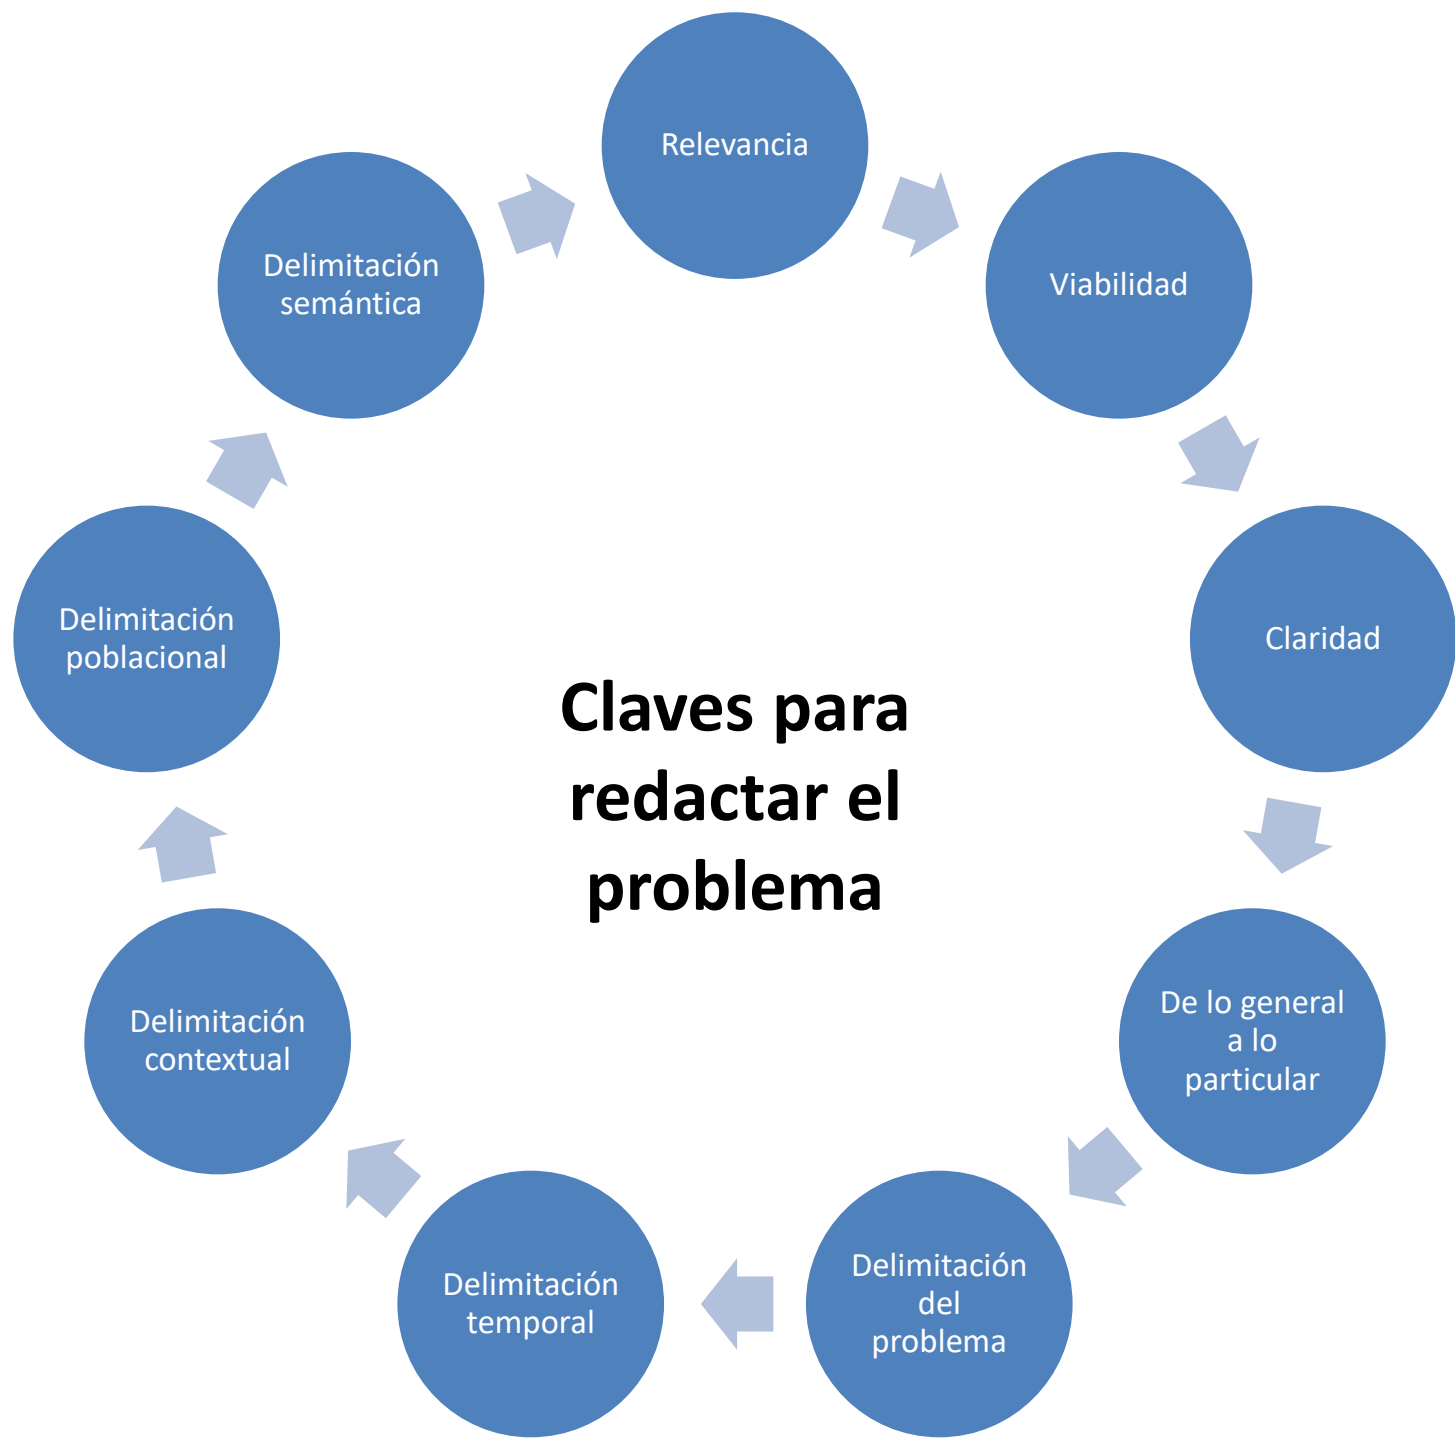 Relevancia
Viabilidad
Claridad
De lo general
a lo
particular
Delimitación
del
problema
Delimitación
temporal
Delimitación
contextual
Delimitación
poblacional
Delimitación
semántica
Claves para
redactar el
problema